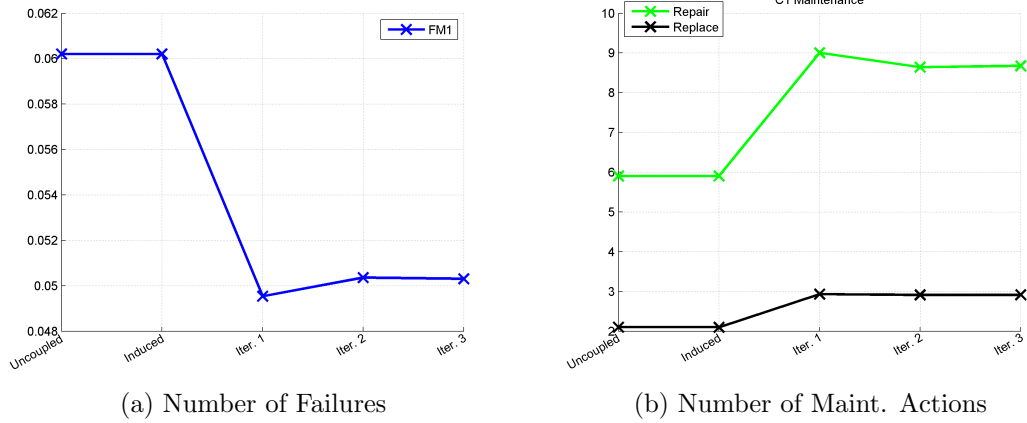 0.062
0.06
0.058
0.056
0.054
0.052
0.05
0.048
Uncoupled
Induced
Iter. 1
Iter. 2
Iter. 3
FM1
(a) Number of Failures
Maintenance
Repair
Replace
10
9
8
7
6
5
4
3
2
Uncoupled
Induced
Iter. 1
Iter. 2
Iter. 3
(b) Number of Maint. Actions